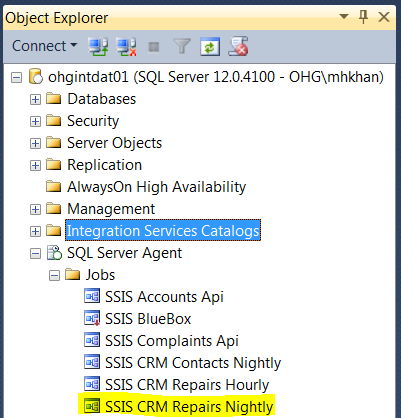 Object Explorer
Connect
ohgintdat01 (SQL Server 12.0.4100 - OHG\mhkhan)
Databases
Security
Server Objects
Replication
AlwaysOn High Availability
Management
Integration Services Catalogs
SQL Server Agent
Jobs
SSIS Accounts Api
SSIS BlueBox
SSIS Complaints Api
SSIS CRM Contacts Nightly
SSIS CRM Repairs Hourly
SSIS CRM Repairs Nightly